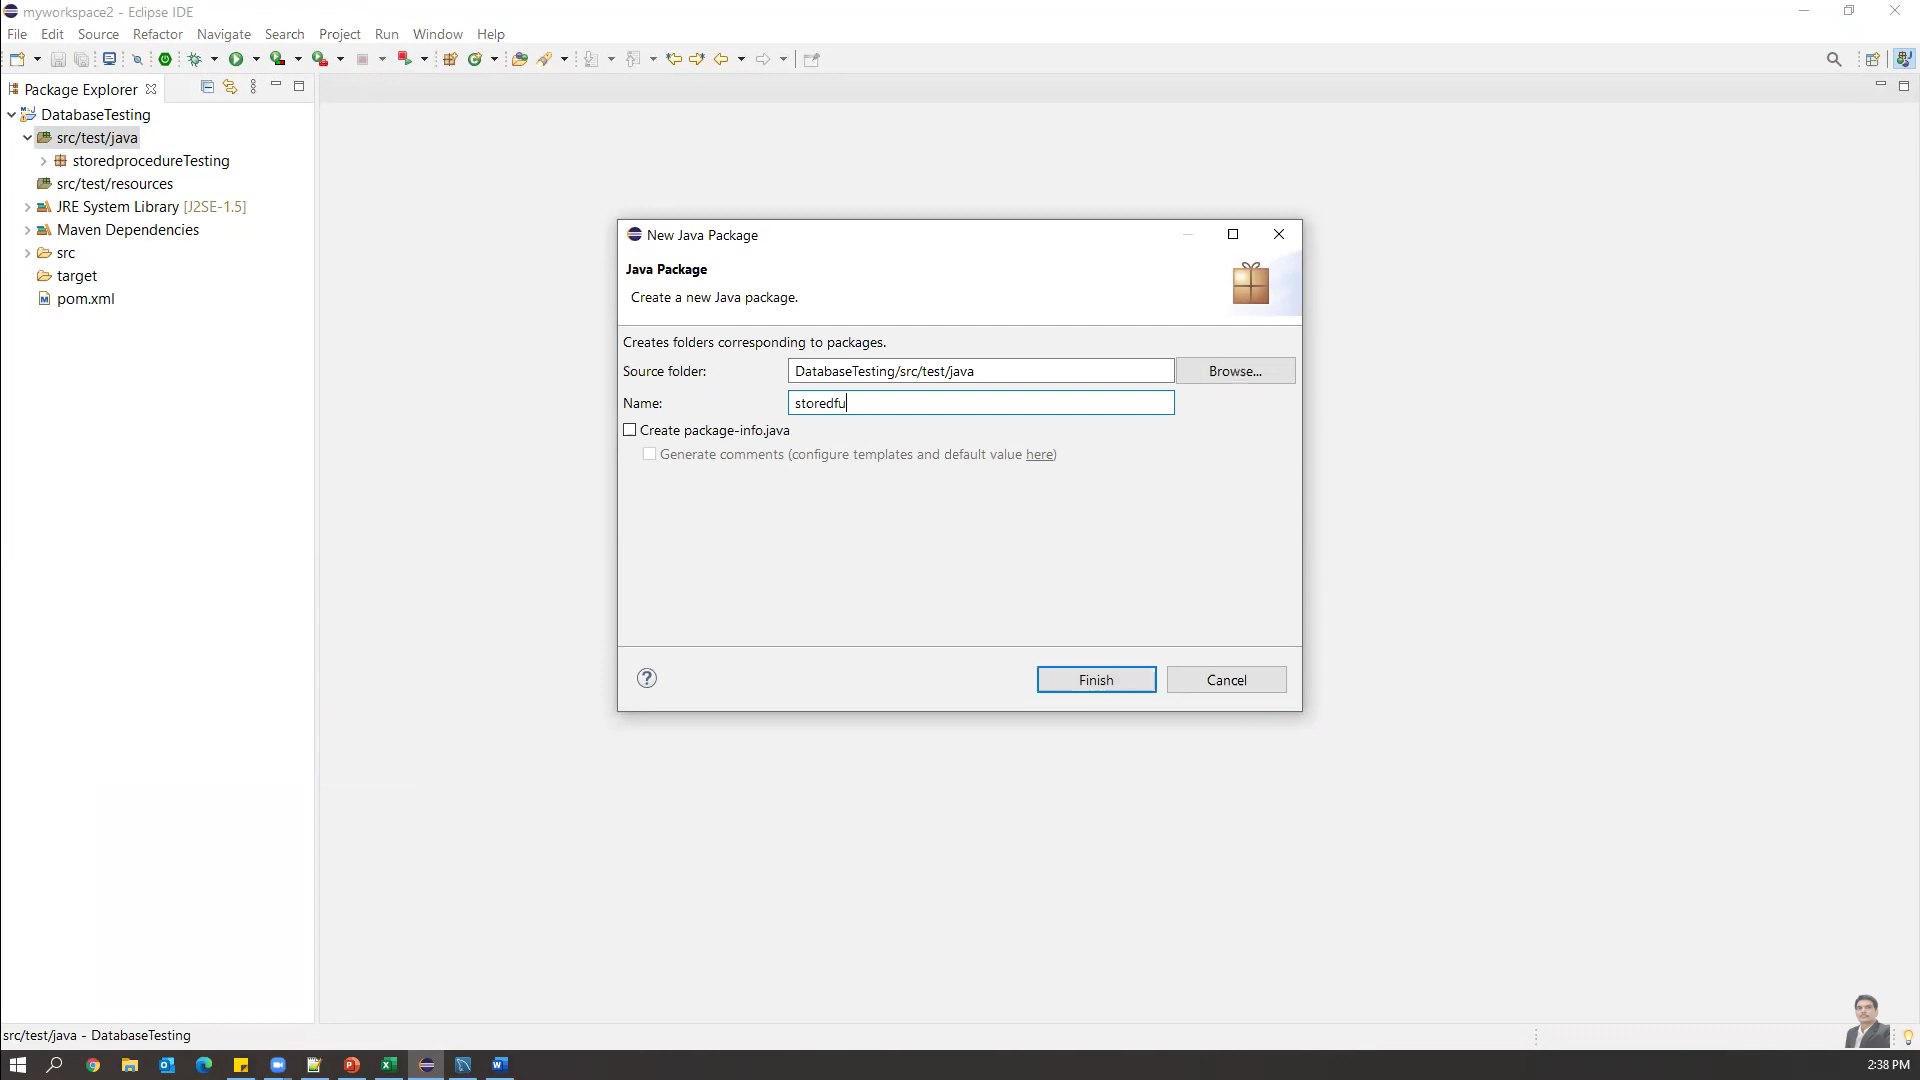 myworkspace2 - Eclipse IDE
File Edit Source Refactor Navigate Search Project Run Window Help
Package Explorer
DatabaseTesting
src/test/java
storedprocedureTesting
src/test/resources
JRE System Library [J2SE-1.5]
Maven Dependencies
src
target
pom.xml
New Java Package
Java Package
Create a new Java package.
Creates folders corresponding to packages.
Source folder: DatabaseTesting/src/test/java Browse...
Name: storedfu
Create package-info.java
Generate comments (configure templates and default value here)
? Finish Cancel
src/test/java - DatabaseTesting
2:38 PM